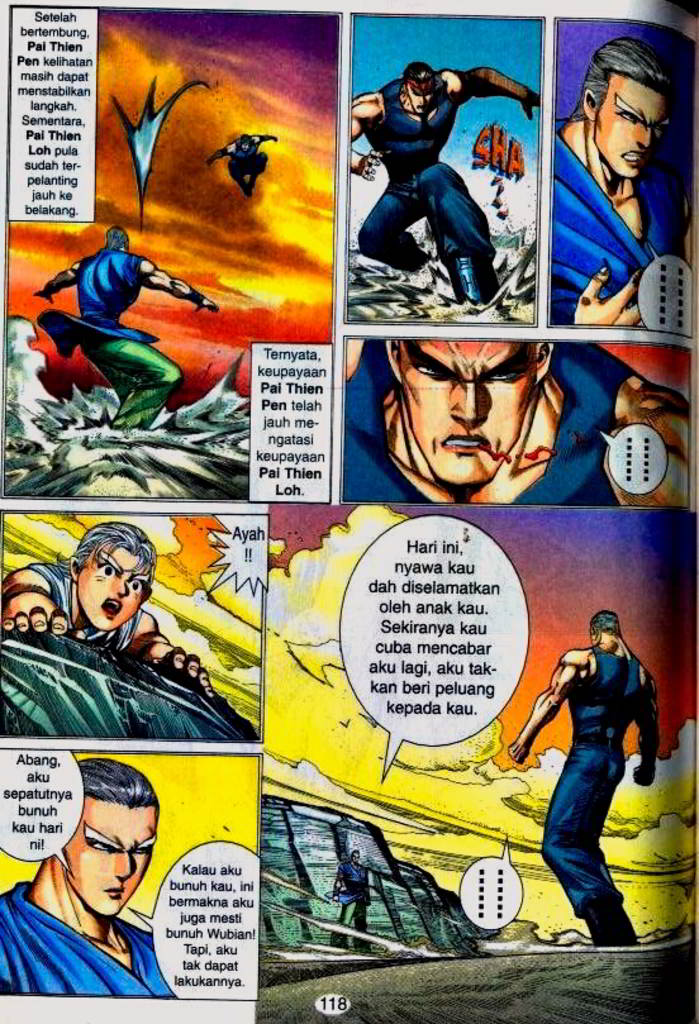 Setelah
bertembung,
Pai Thien
Pen kelihatan
masih dapat
menstabilkan
langkah.
Sementara,
Pai Thien
Loh pula
sudah ter-
pelanting
jauh ke
belakang.
SHA
Ternyata,
keupayaan
Pai Thien
Pen telah
jauh me-
ngatasi
keupayaan
Pai Thien
Loh.
Ayah
!!
Hari ini,
nyawa kau
dah diselamatkan
oleh anak kau.
Sekiranya kau
cuba mencabar
aku lagi, aku tak-
kan beri peluang
kepada kau.
Abang,
aku
sepatutnya
bunuh
kau hari
ni!
Kalau aku
bunuh kau, ini
bermakna aku
juga mesti
bunuh Wubian!
Tapi, aku
tak dapat
lakukannya.
118